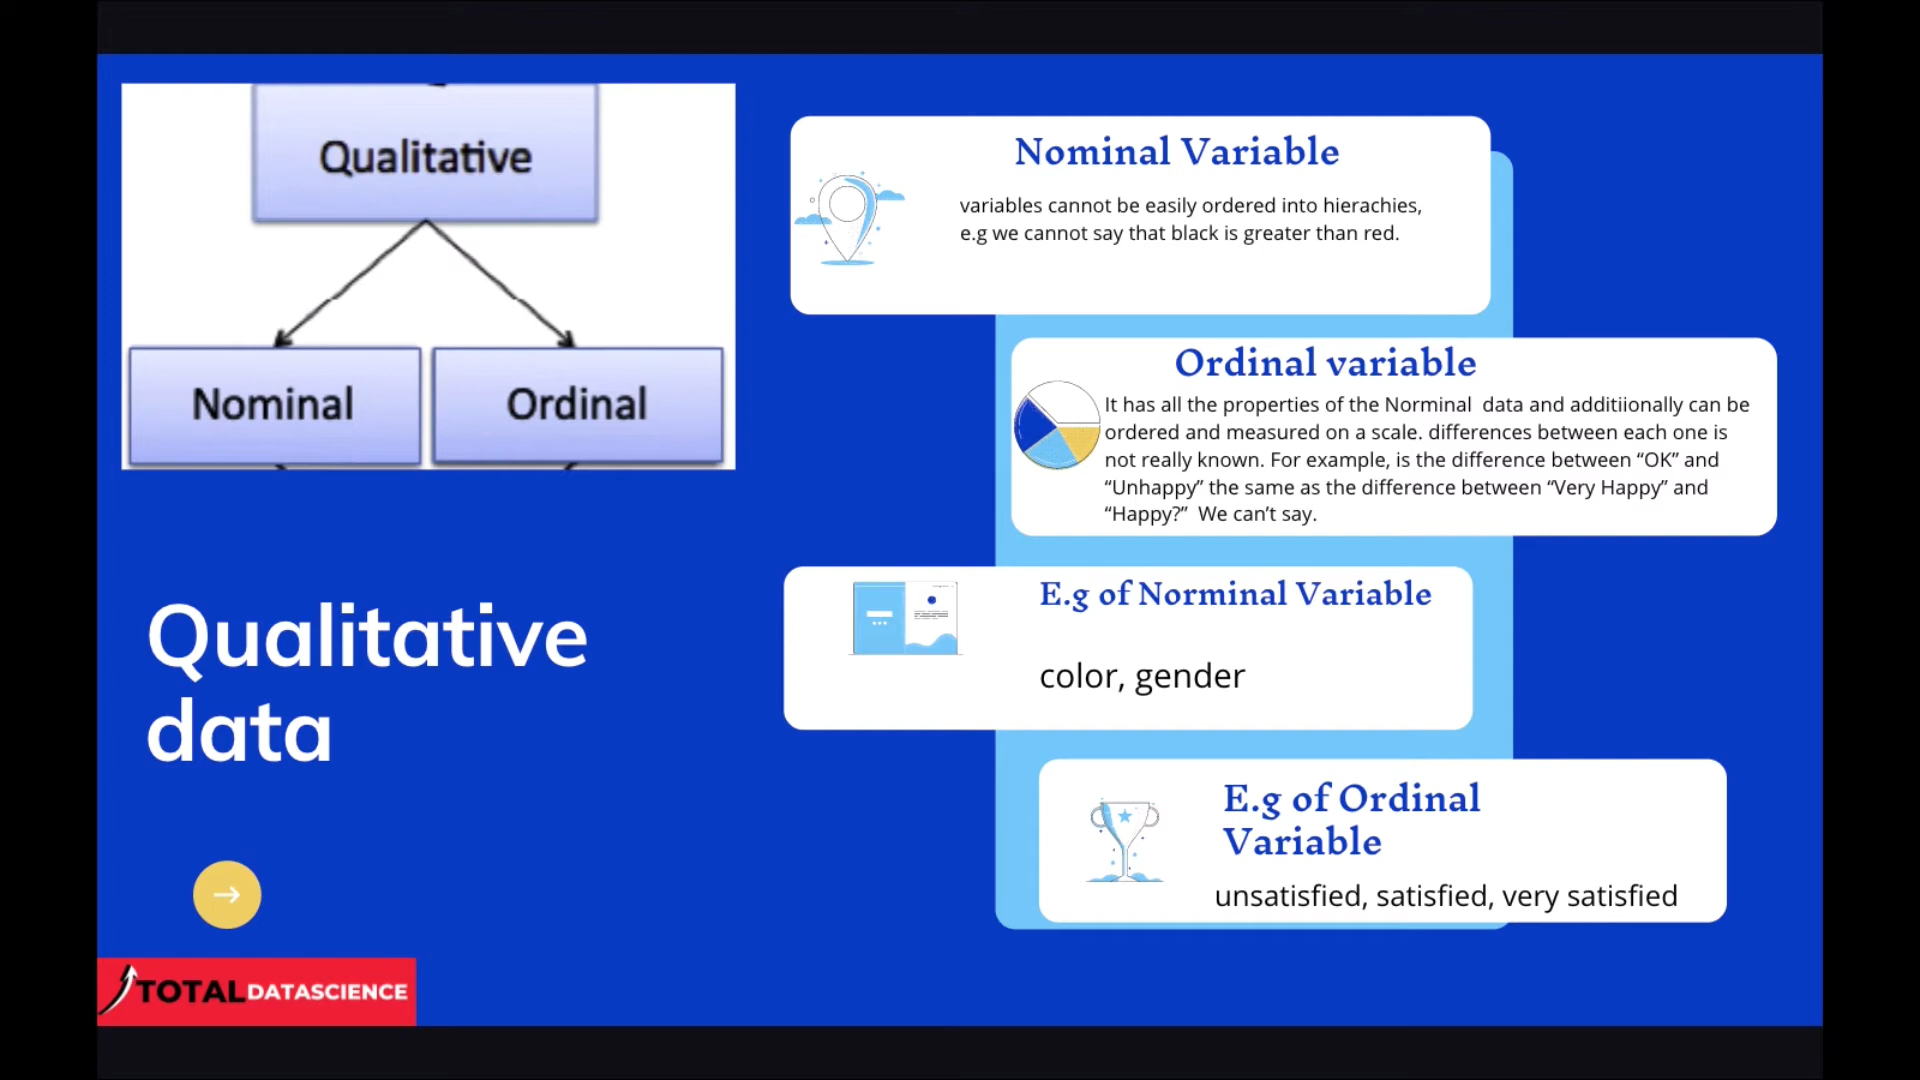 Qualitative
Nominal
Ordinal
Qualitative
data
TOTALDATASCIENCE
Nominal Variable
variables cannot be easily ordered into hierachies,
e.g we cannot say that black is greater than red.
Ordinal variable
It has all the properties of the Norminal  data and additiionally can be
ordered and measured on a scale. differences between each one is
not really known. For example, is the difference between “OK” and
“Unhappy” the same as the difference between “Very Happy” and
“Happy?”  We can’t say.
E.g of Norminal Variable
color, gender
E.g of Ordinal
Variable
unsatisfied, satisfied, very satisfied